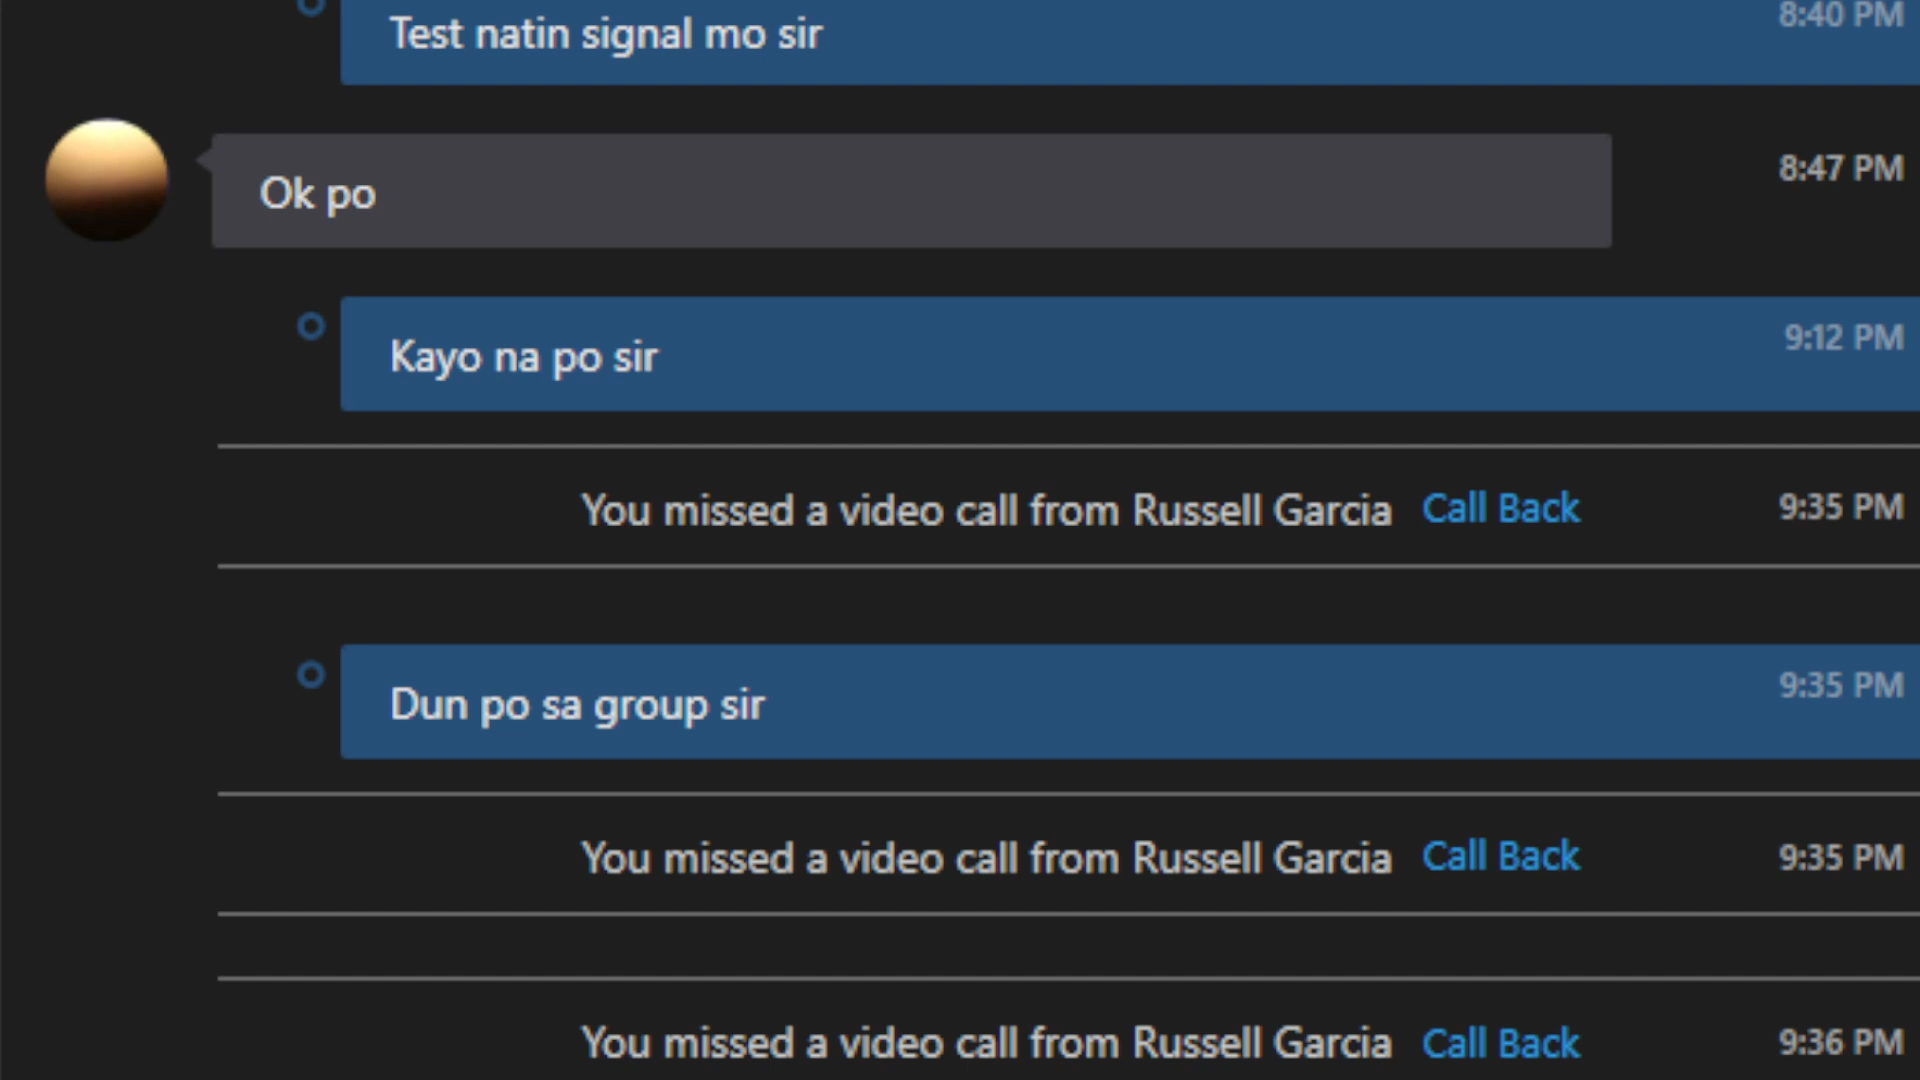 Test natin signal mo sir 8:40 PM
Ok po 8:47 PM
Kayo na po sir 9:12 PM
You missed a video call from Russell Garcia Call Back 9:35 PM
Dun po sa group sir 9:35 PM
You missed a video call from Russell Garcia Call Back 9:35 PM
You missed a video call from Russell Garcia Call Back 9:36 PM